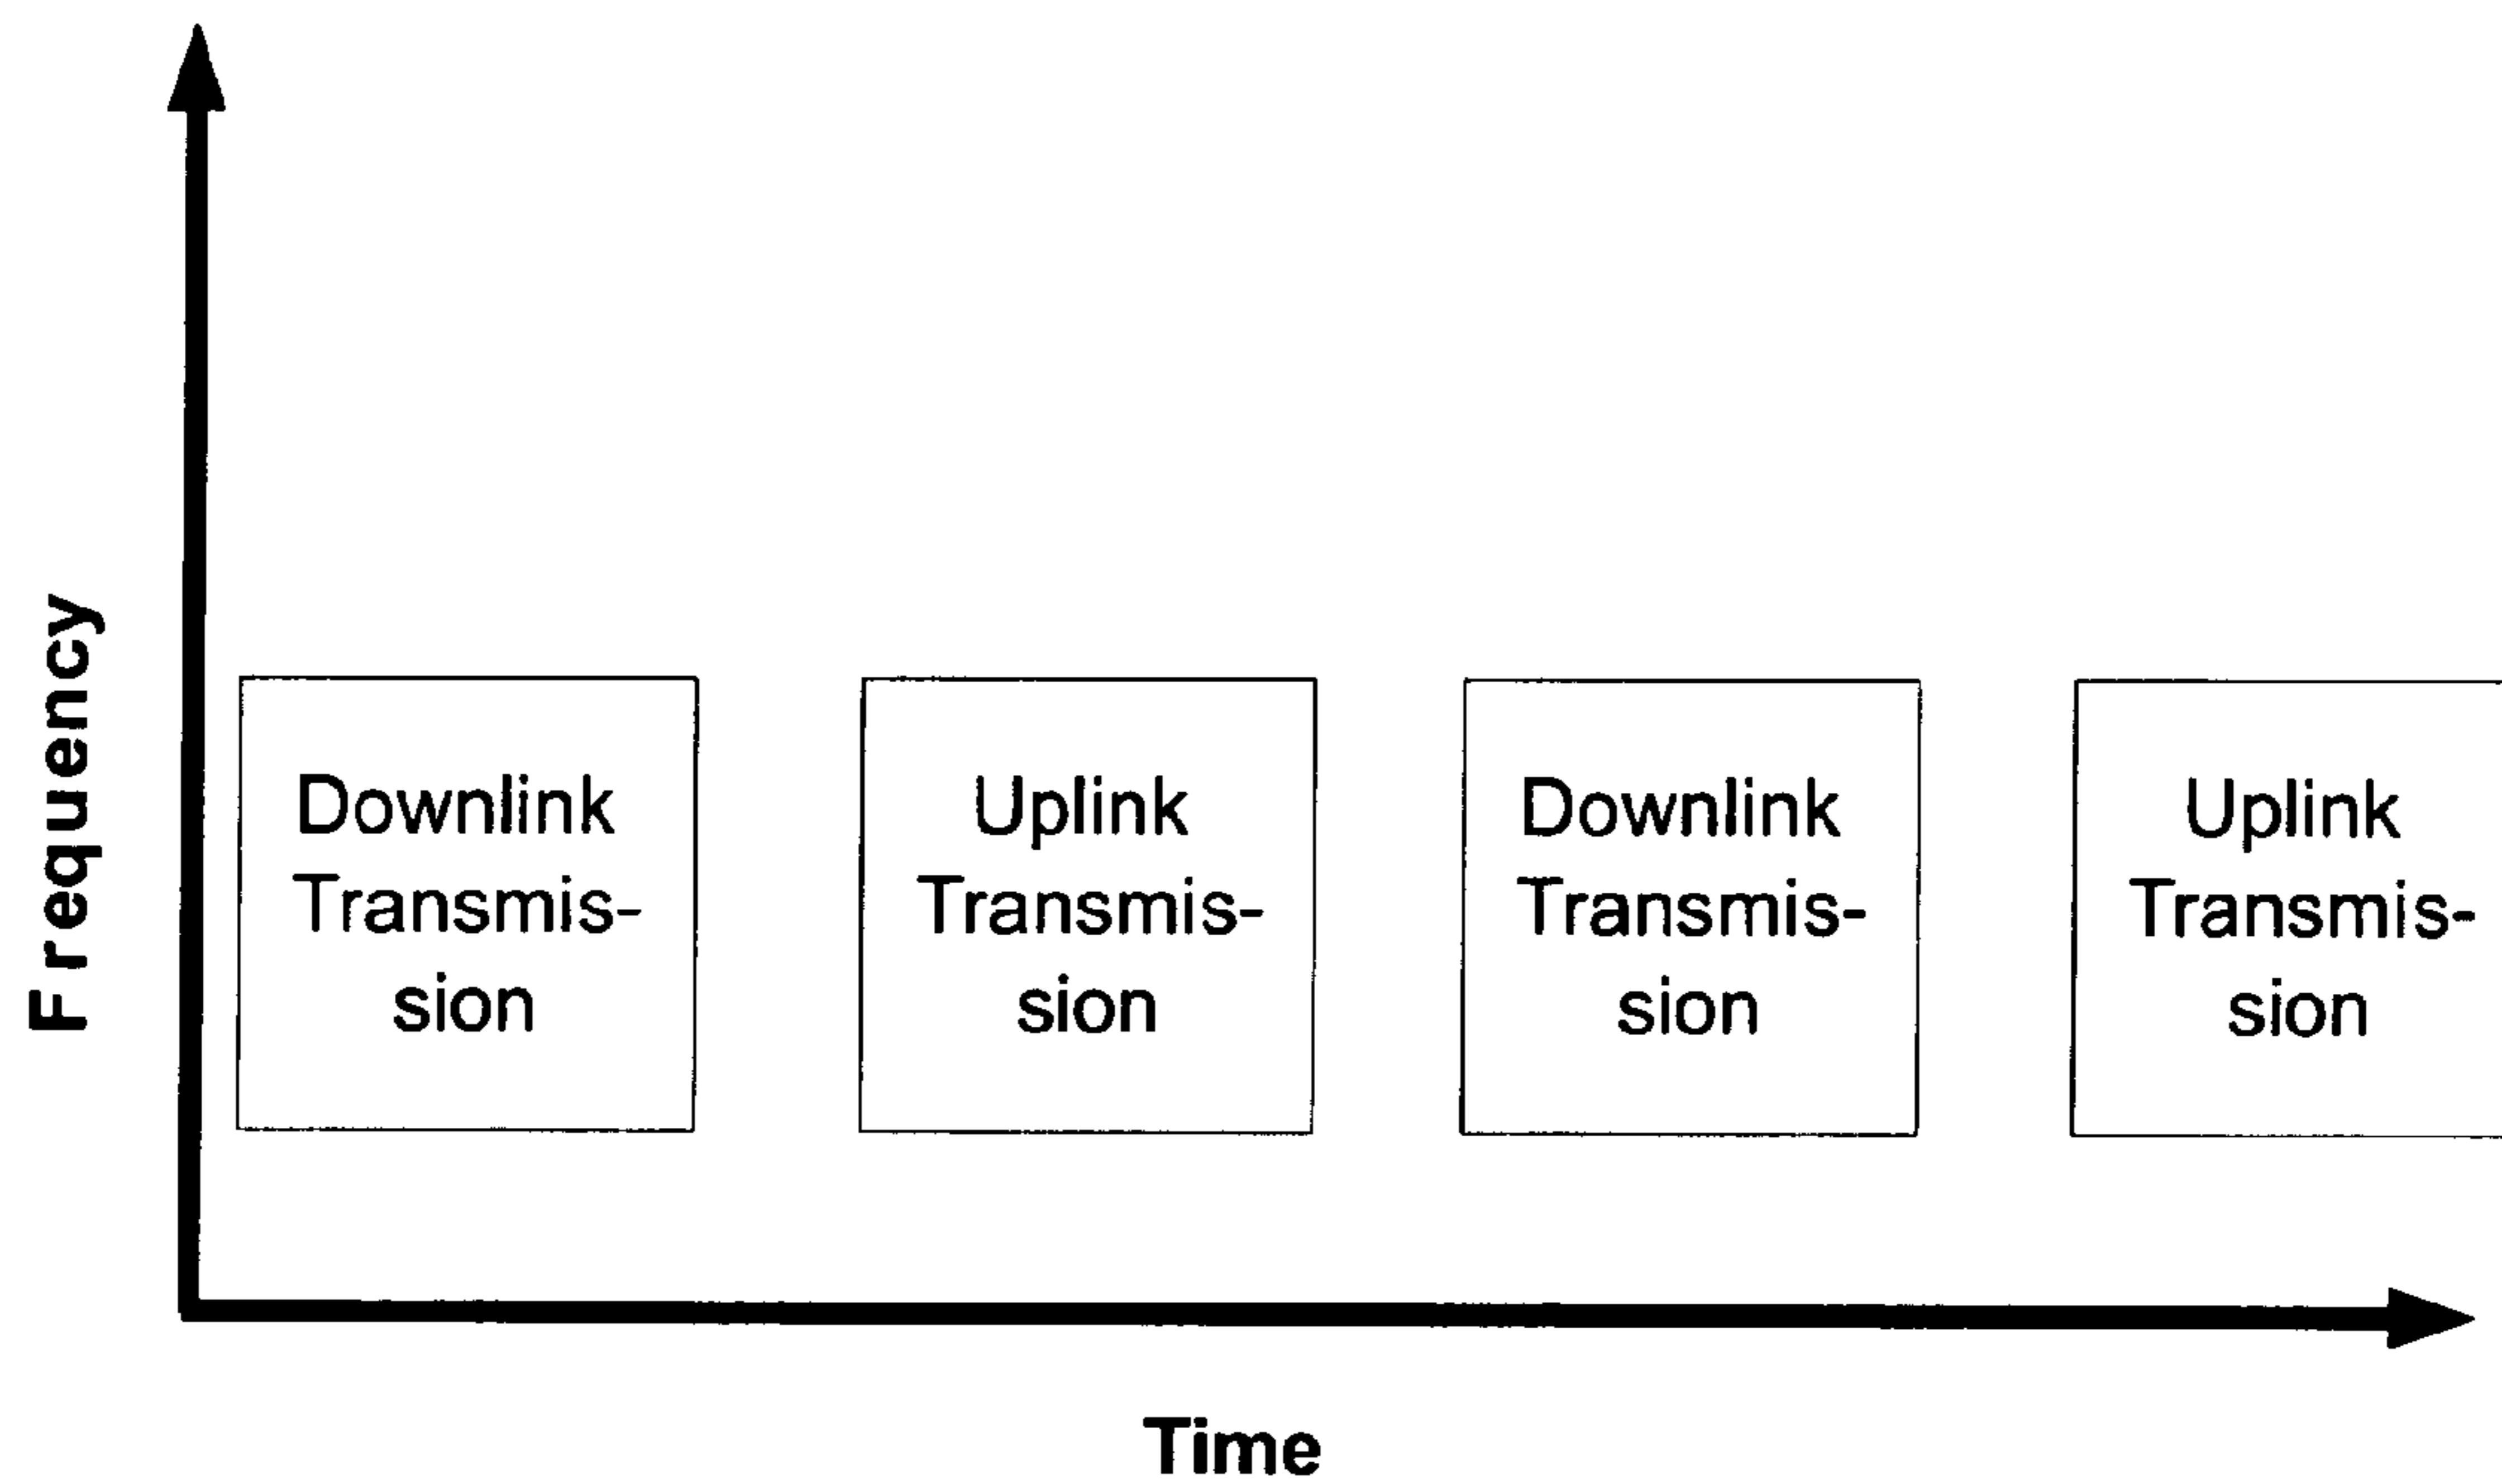 Frequency
Downlink
Transmis-
sion
Uplink
Transmis-
sion
Downlink
Transmis-
sion
Uplink
Transmis-
sion
Time